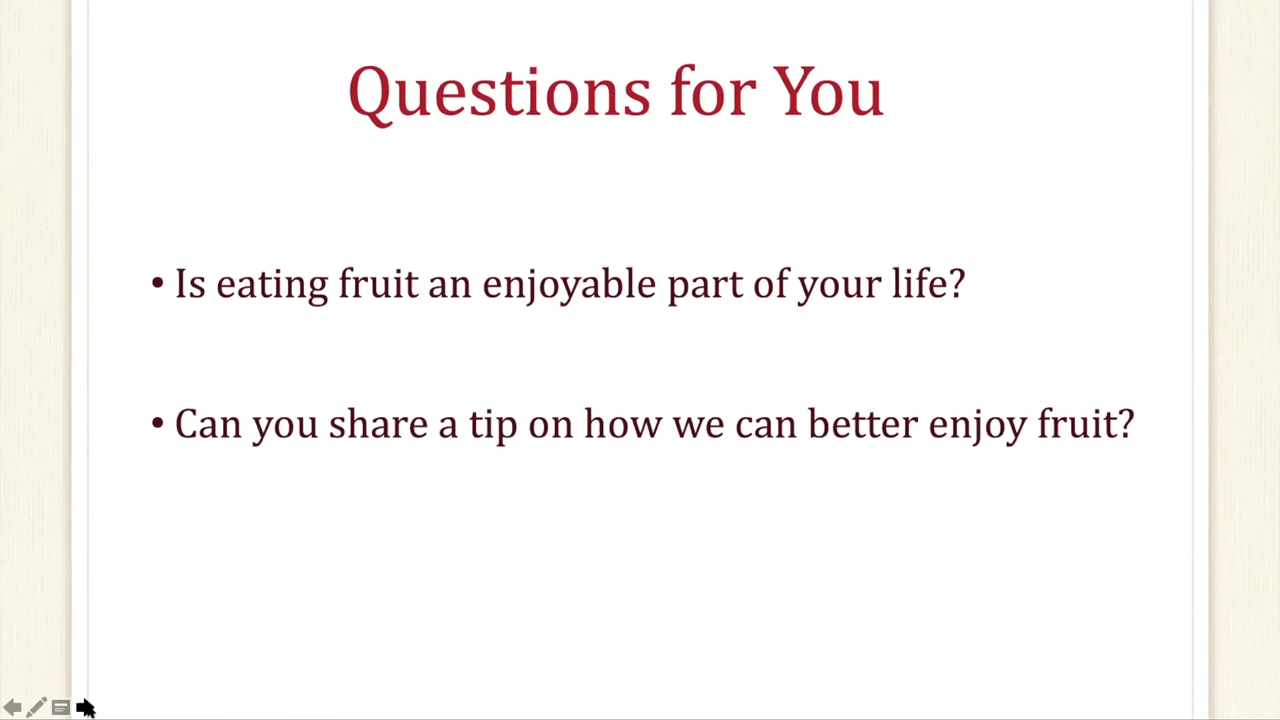 Questions for You
• Is eating fruit an enjoyable part of your life?
• Can you share a tip on how we can better enjoy fruit?